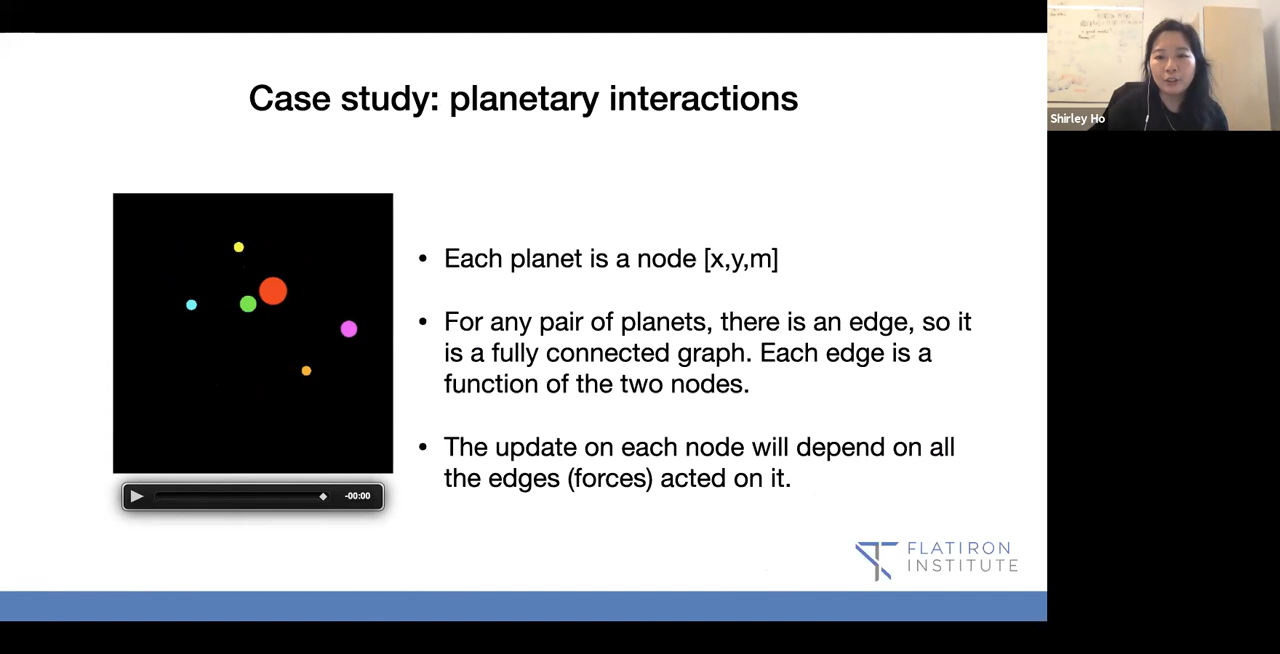 Case study: planetary interactions
Shirley Ho
• Each planet is a node [x,y,m]
• For any pair of planets, there is an edge, so it
is a fully connected graph. Each edge is a
function of the two nodes.
• The update on each node will depend on all
the edges (forces) acted on it.
-00:00
FLATIRON
INSTITUTE